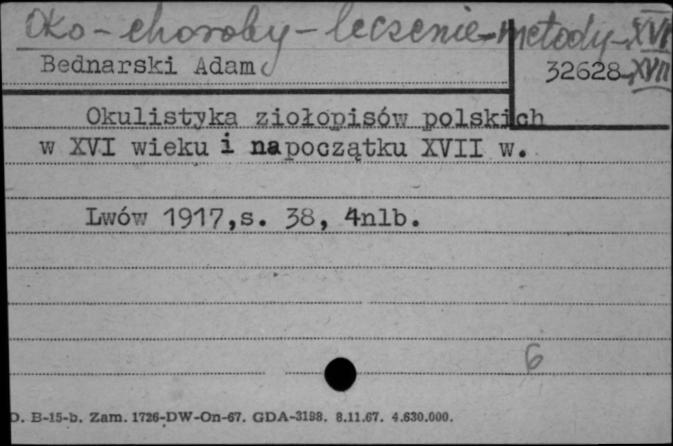 Oko - choroby - leczenie - metody - XVI
Bednarski Adam
32628 - XVII
Okulistyka ziołopisów polskich
w XVI wieku i na początku XVII w.
Lwów 1917,s. 38, 4nlb.
6
D. B-15-b. Zam. 1726-DW-On-67. GDA-3198. 8.11.67. 4.630.000.